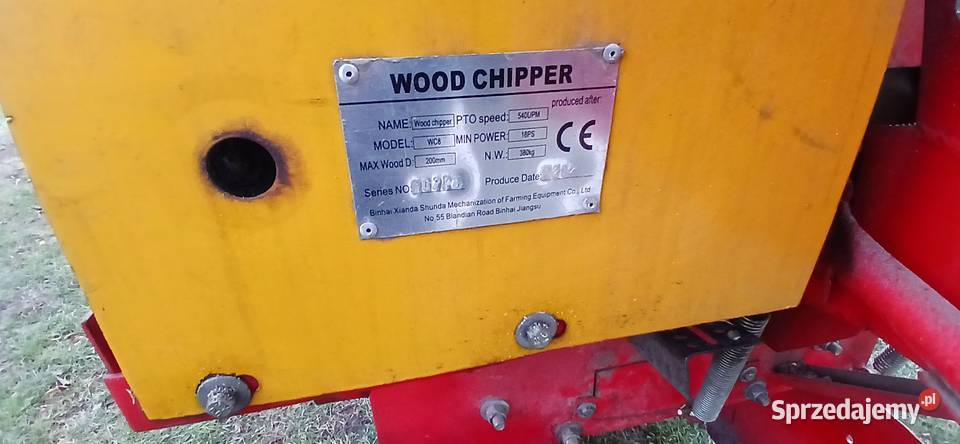 WOOD CHIPPER
produced after:
NAME: Wood chipper PTO speed: 540UPM
MODEL: WC8 MIN POWER: 18PS CE
MAX Wood D: 200mm N.W.: 380kg
Series NO Produce Date:
Binhai Xianda Shunda Mechanization of Farming Equipment Co., Ltd
No 55 Biandian Road Binhai Jiangsu
Sprzedajemy.pl